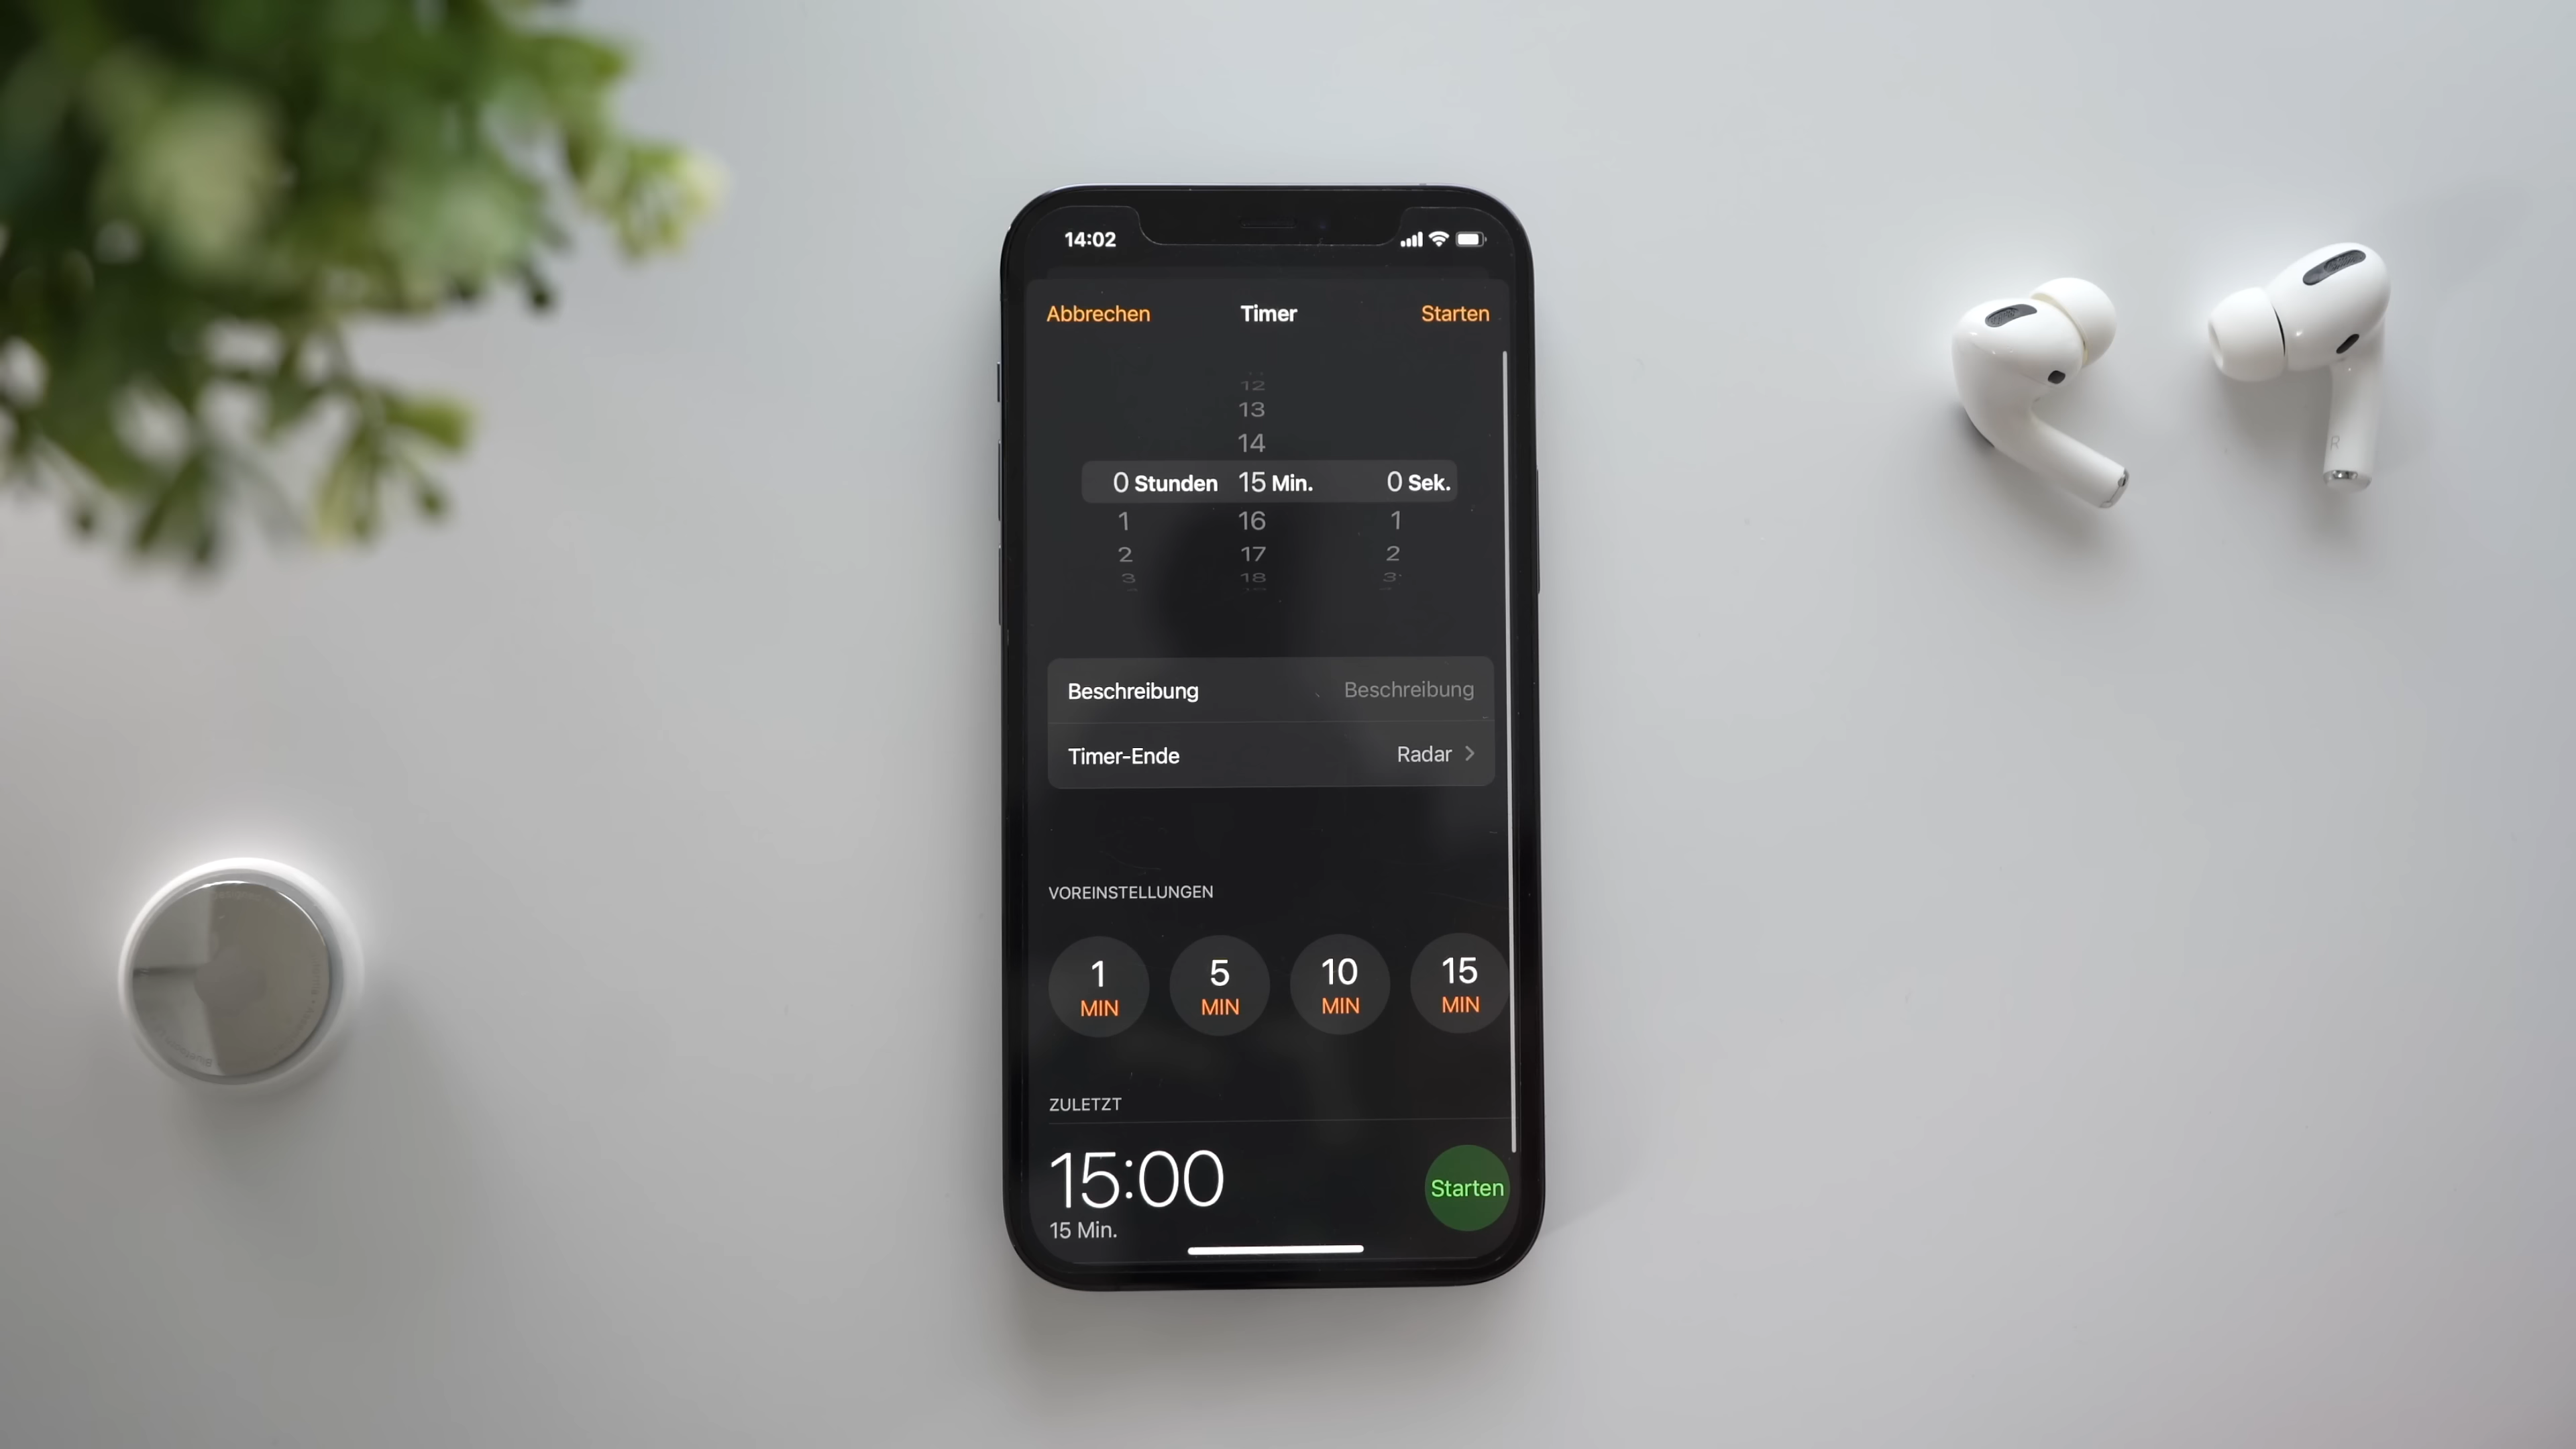 14:02
Abbrechen Timer Starten
12
13
14
0 Stunden 15 Min. 0 Sek.
1 16 1
2 17 2
3 18 3
Beschreibung Beschreibung
Timer-Ende Radar
VOREINSTELLUNGEN
1 5 10 15
MIN MIN MIN MIN
ZULETZT
15:00
Starten
15 Min.
R